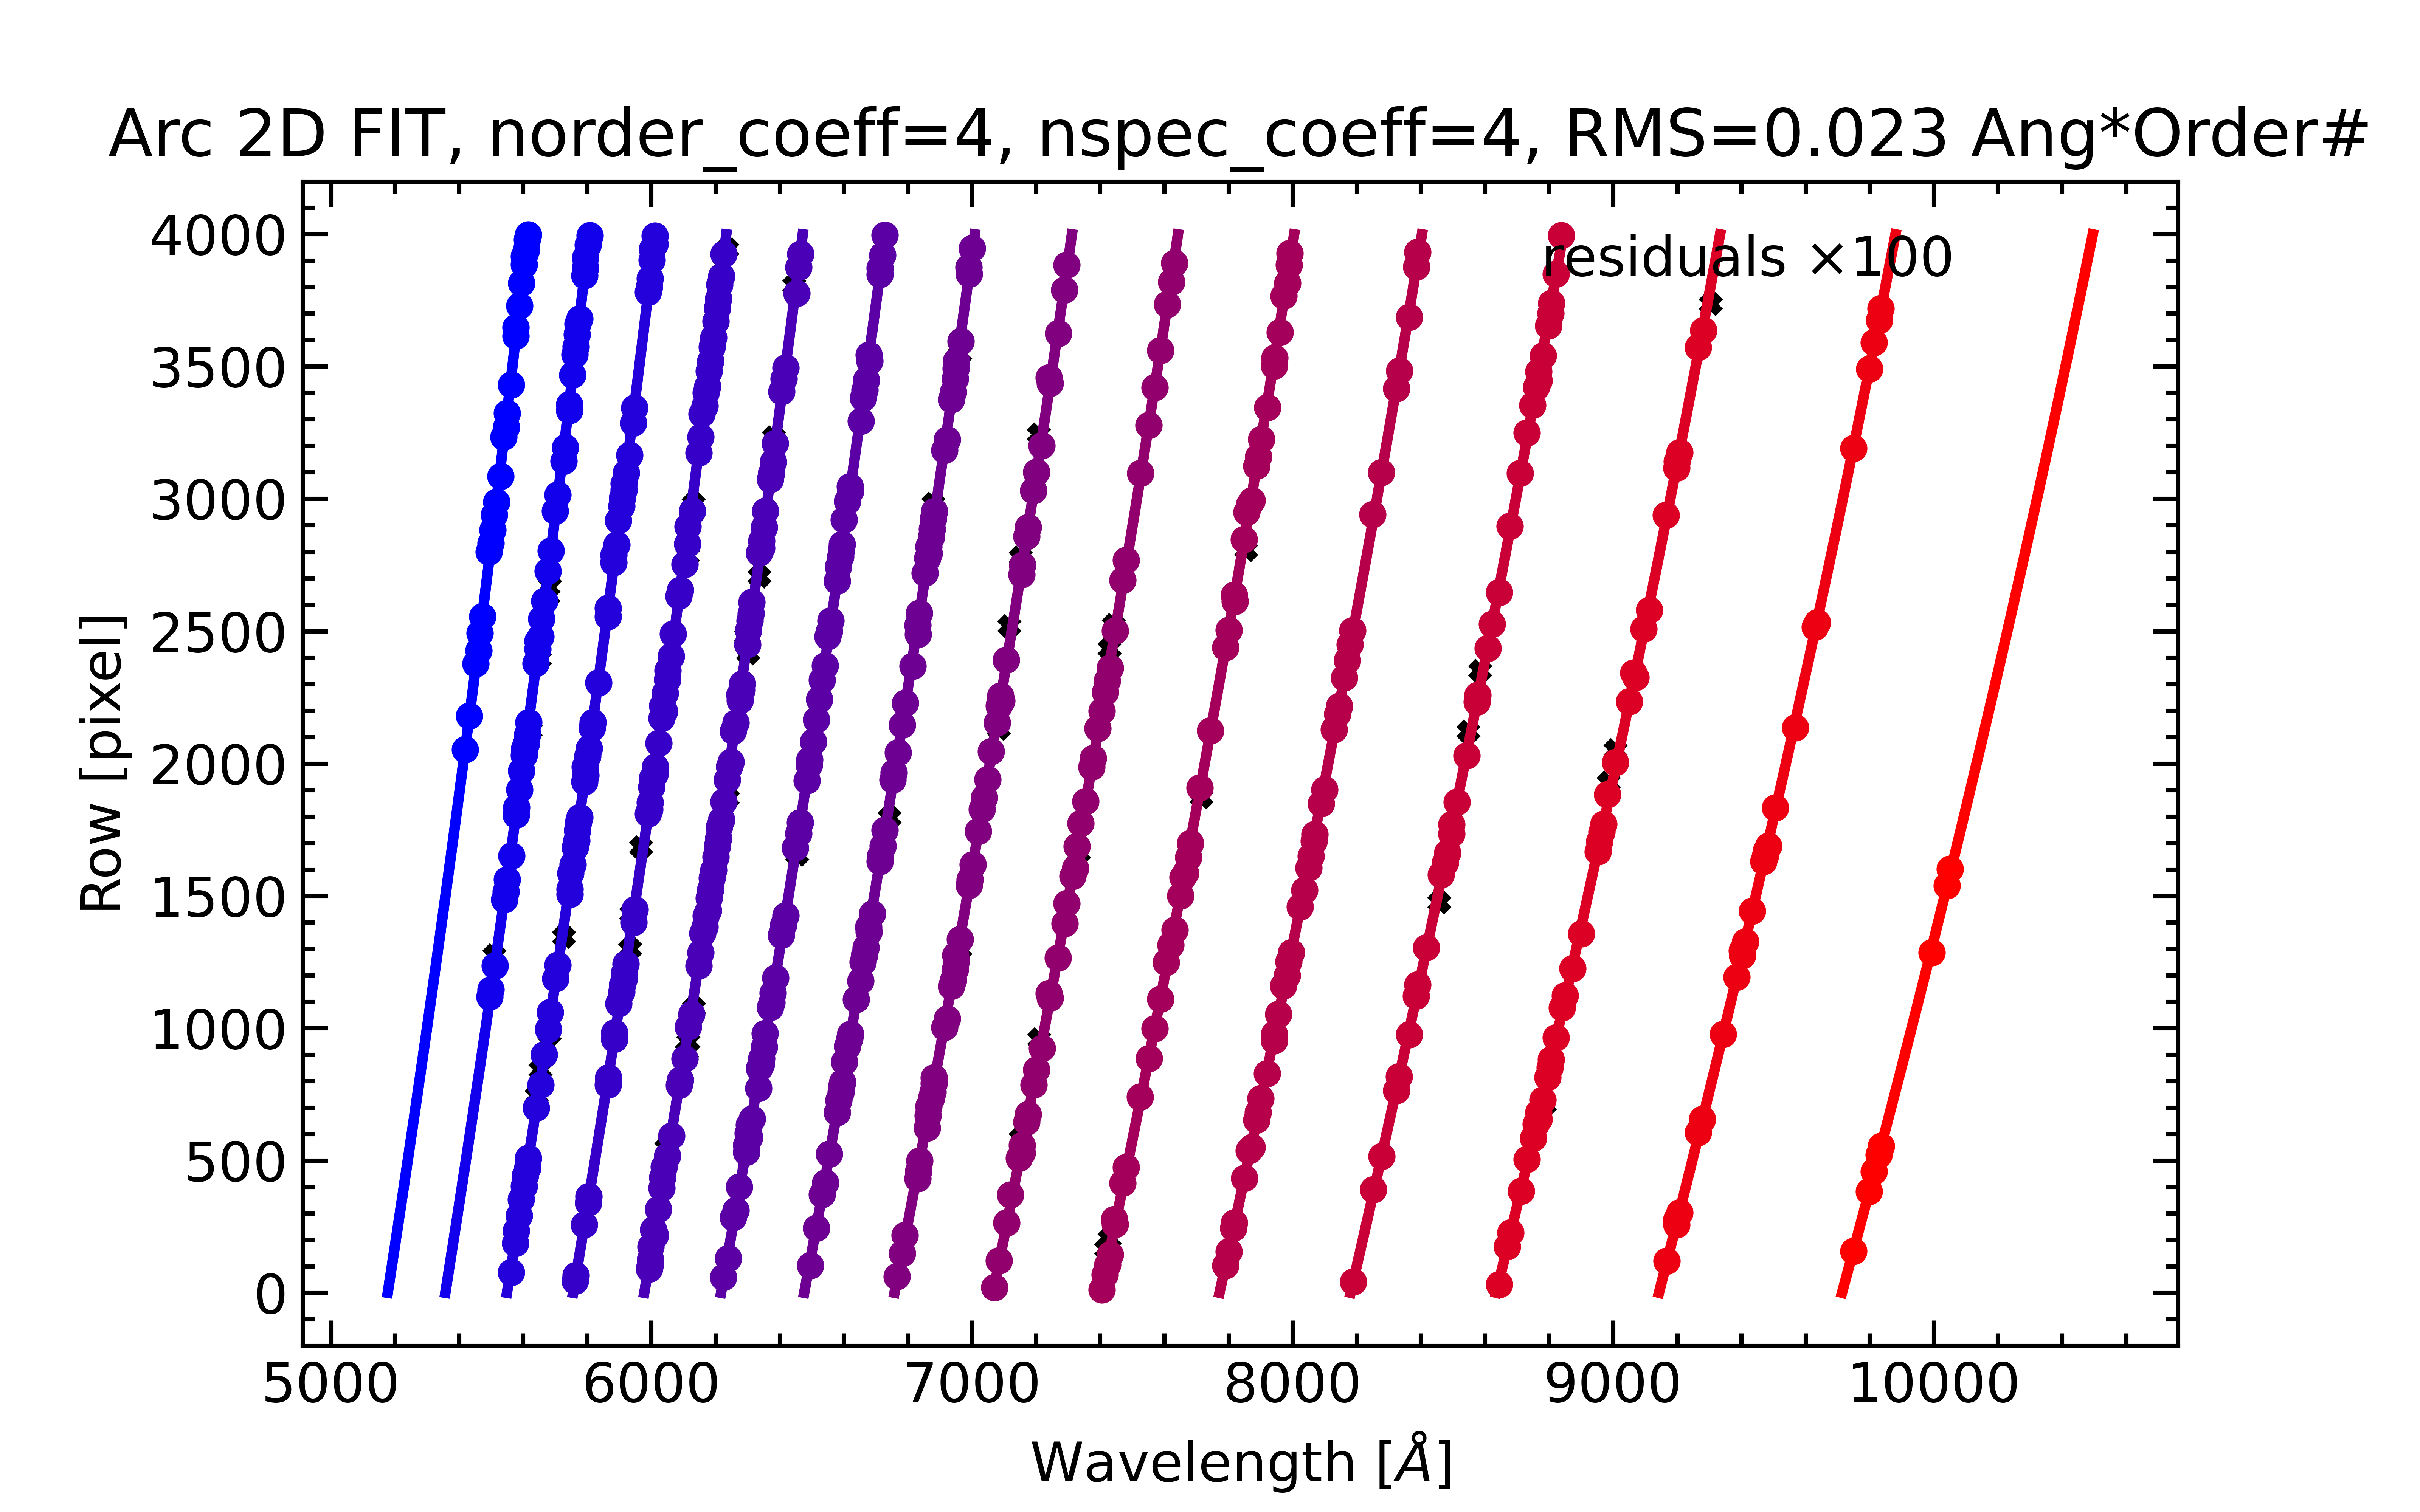 Arc 2D FIT, norder_coeff=4, nspec_coeff=4, RMS=0.023 Ang*Order#
residuals ×100
4000
3500
3000
2500
2000
1500
1000
500
0
Row [pixel]
5000 6000 7000 8000 9000 10000
Wavelength [Å]